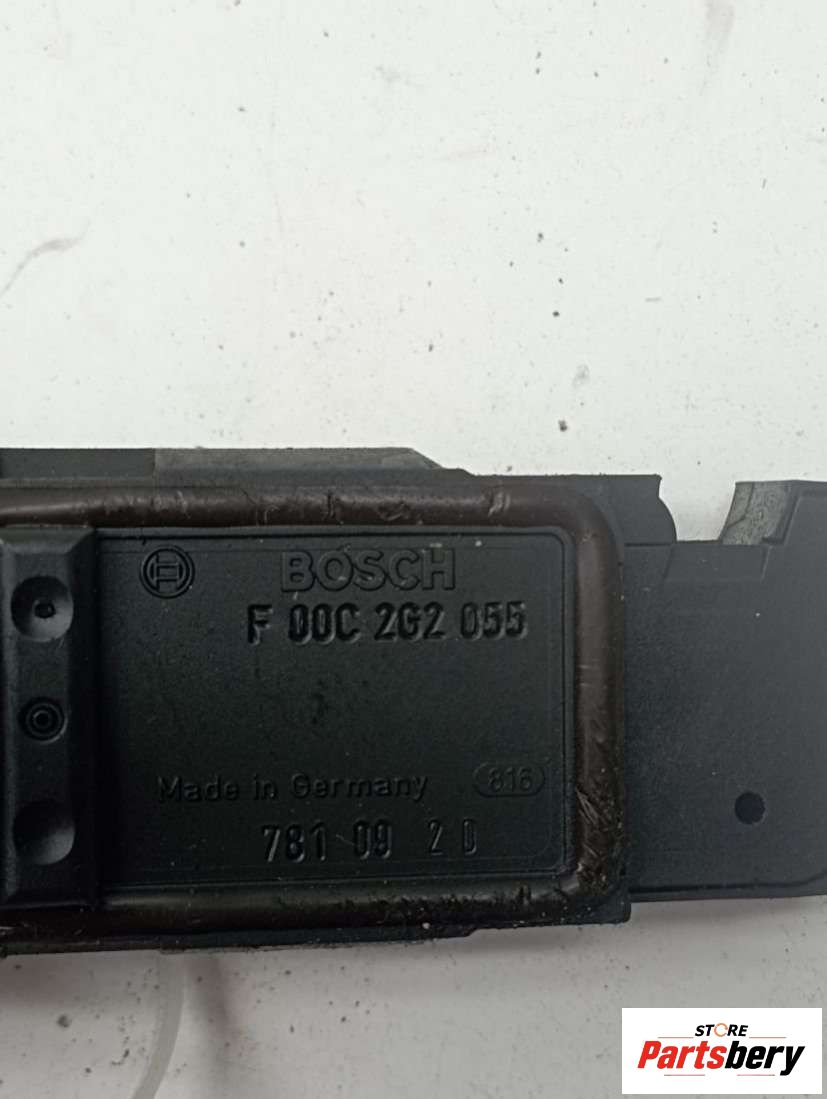 BOSCH
F 00C 2G2 055
Made in Germany 816
781 09 2 D
STORE
Partsbery